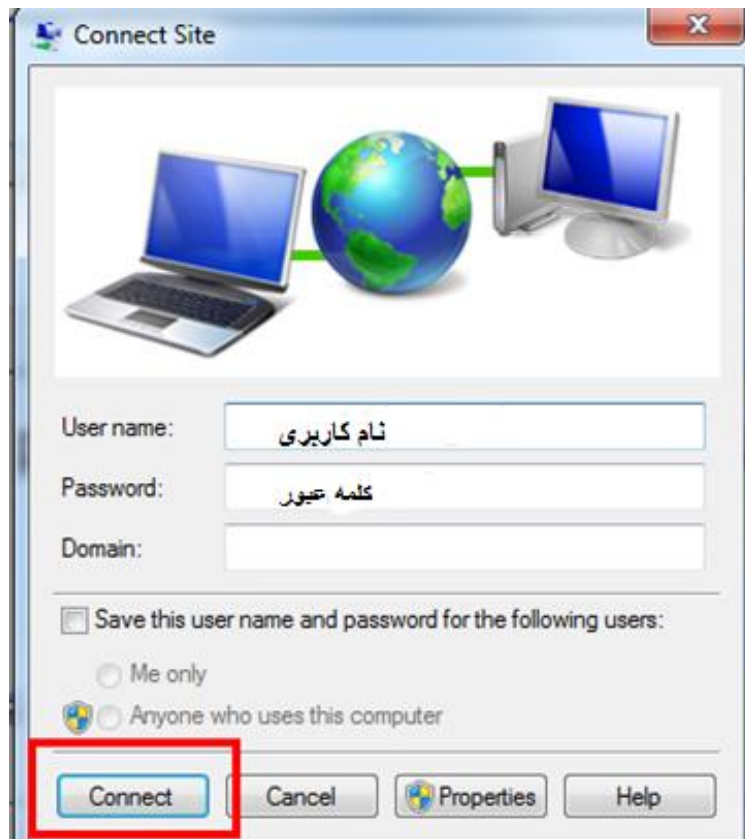 Connect Site
User name: نام کاربری
Password: کلمه عبور
Domain:
Save this user name and password for the following users:
Me only
Anyone who uses this computer
Connect Cancel Properties Help